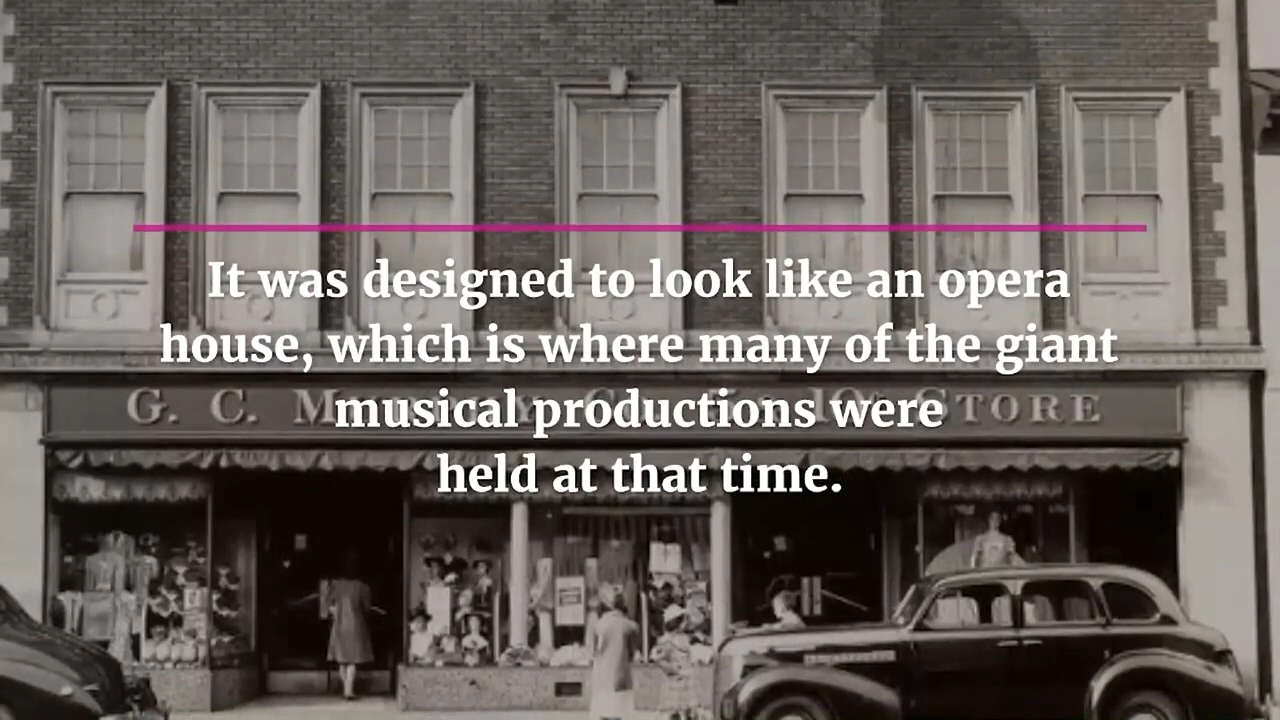 It was designed to look like an opera
house, which is where many of the giant
musical productions were
held at that time.
G. C. STORE